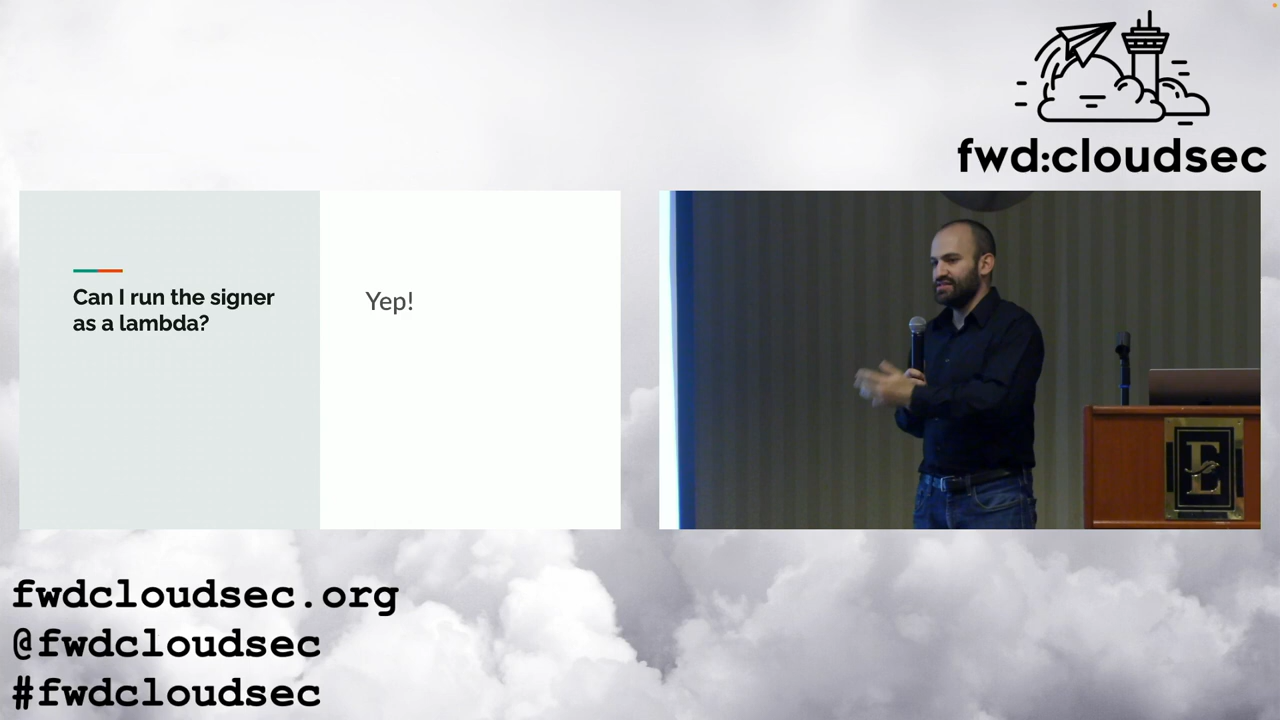 fwd:cloudsec
Can I run the signer
as a lambda?
Yep!
E
fwdcloudsec.org
@fwdcloudsec
#fwdcloudsec